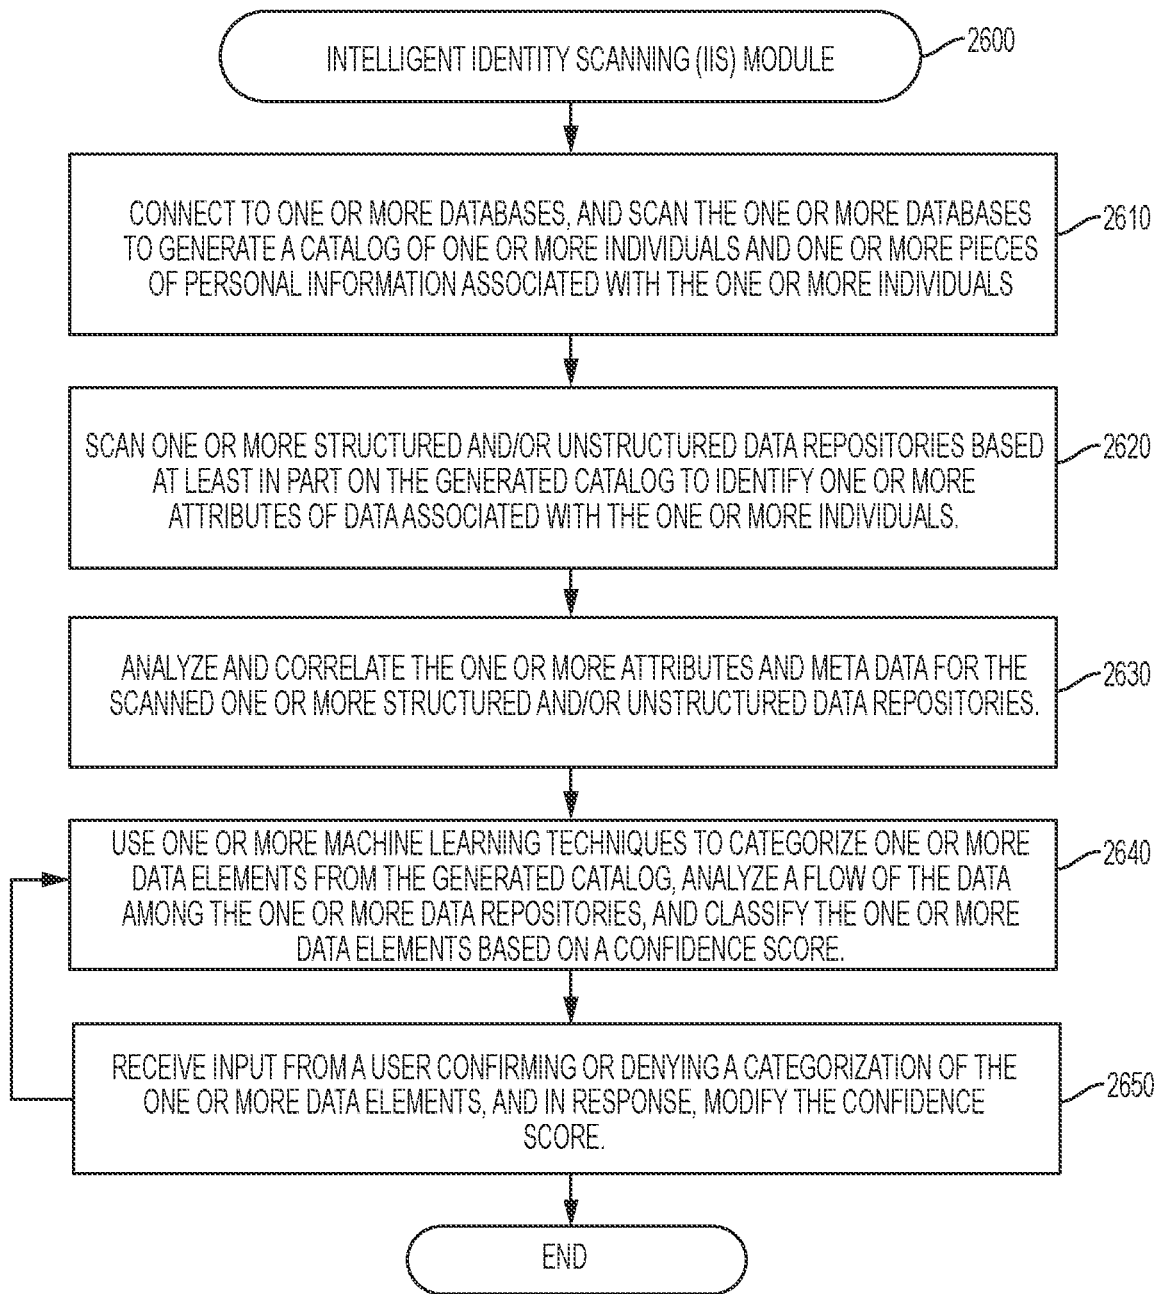 INTELLIGENT IDENTITY SCANNING (IIS) MODULE
2600
CONNECT TO ONE OR MORE DATABASES, AND SCAN THE ONE OR MORE DATABASES
TO GENERATE A CATALOG OF ONE OR MORE INDIVIDUALS AND ONE OR MORE PIECES
OF PERSONAL INFORMATION ASSOCIATED WITH THE ONE OR MORE INDIVIDUALS
2610
SCAN ONE OR MORE STRUCTURED AND/OR UNSTRUCTURED DATA REPOSITORIES BASED
AT LEAST IN PART ON THE GENERATED CATALOG TO IDENTIFY ONE OR MORE
ATTRIBUTES OF DATA ASSOCIATED WITH THE ONE OR MORE INDIVIDUALS.
2620
ANALYZE AND CORRELATE THE ONE OR MORE ATTRIBUTES AND META DATA FOR THE
SCANNED ONE OR MORE STRUCTURED AND/OR UNSTRUCTURED DATA REPOSITORIES.
2630
USE ONE OR MORE MACHINE LEARNING TECHNIQUES TO CATEGORIZE ONE OR MORE
DATA ELEMENTS FROM THE GENERATED CATALOG, ANALYZE A FLOW OF THE DATA
AMONG THE ONE OR MORE DATA REPOSITORIES, AND CLASSIFY THE ONE OR MORE
DATA ELEMENTS BASED ON A CONFIDENCE SCORE.
2640
RECEIVE INPUT FROM A USER CONFIRMING OR DENYING A CATEGORIZATION OF THE
ONE OR MORE DATA ELEMENTS, AND IN RESPONSE, MODIFY THE CONFIDENCE
SCORE.
2650
END